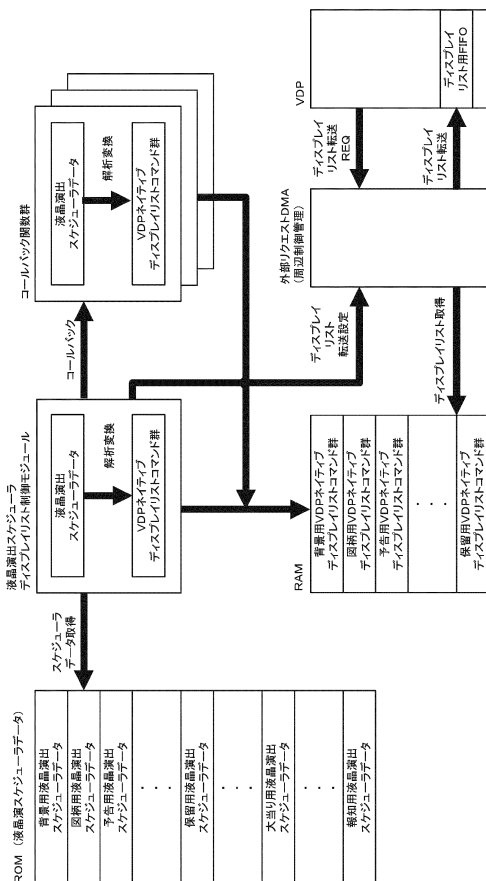 ROM（液晶演スケジューラデータ）
背景用液晶演出
スケジューラデータ
図柄用液晶演出
スケジューラデータ
予告用液晶演出
スケジューラデータ
・・・
保留用液晶演出
スケジューラデータ
・・・
大当り用液晶演出
スケジューラデータ
・・・
報知用液晶演出
スケジューラデータ
スケジューラ
データ取得
液晶演出スケジューラ
ディスプレイリスト制御モジュール
液晶演出
スケジューラデータ
解析変換
VDPネイティブ
ディスプレイリストコマンド群
コールバック
コールバック関数群
液晶演出
スケジューラデータ
解析変換
VDPネイティブ
ディスプレイリストコマンド群
RAM
背景用VDPネイティブ
ディスプレイリストコマンド群
図柄用VDPネイティブ
ディスプレイリストコマンド群
予告用VDPネイティブ
ディスプレイリストコマンド群
・・・
保留用VDPネイティブ
ディスプレイリストコマンド群
ディスプレイ
リスト
転送設定
ディスプレイリスト取得
外部リクエストDMA
（周辺制御管理）
ディスプレイ
リスト転送
REQ
ディスプレイ
リスト転送
VDP
ディスプレイ
リスト用FIFO